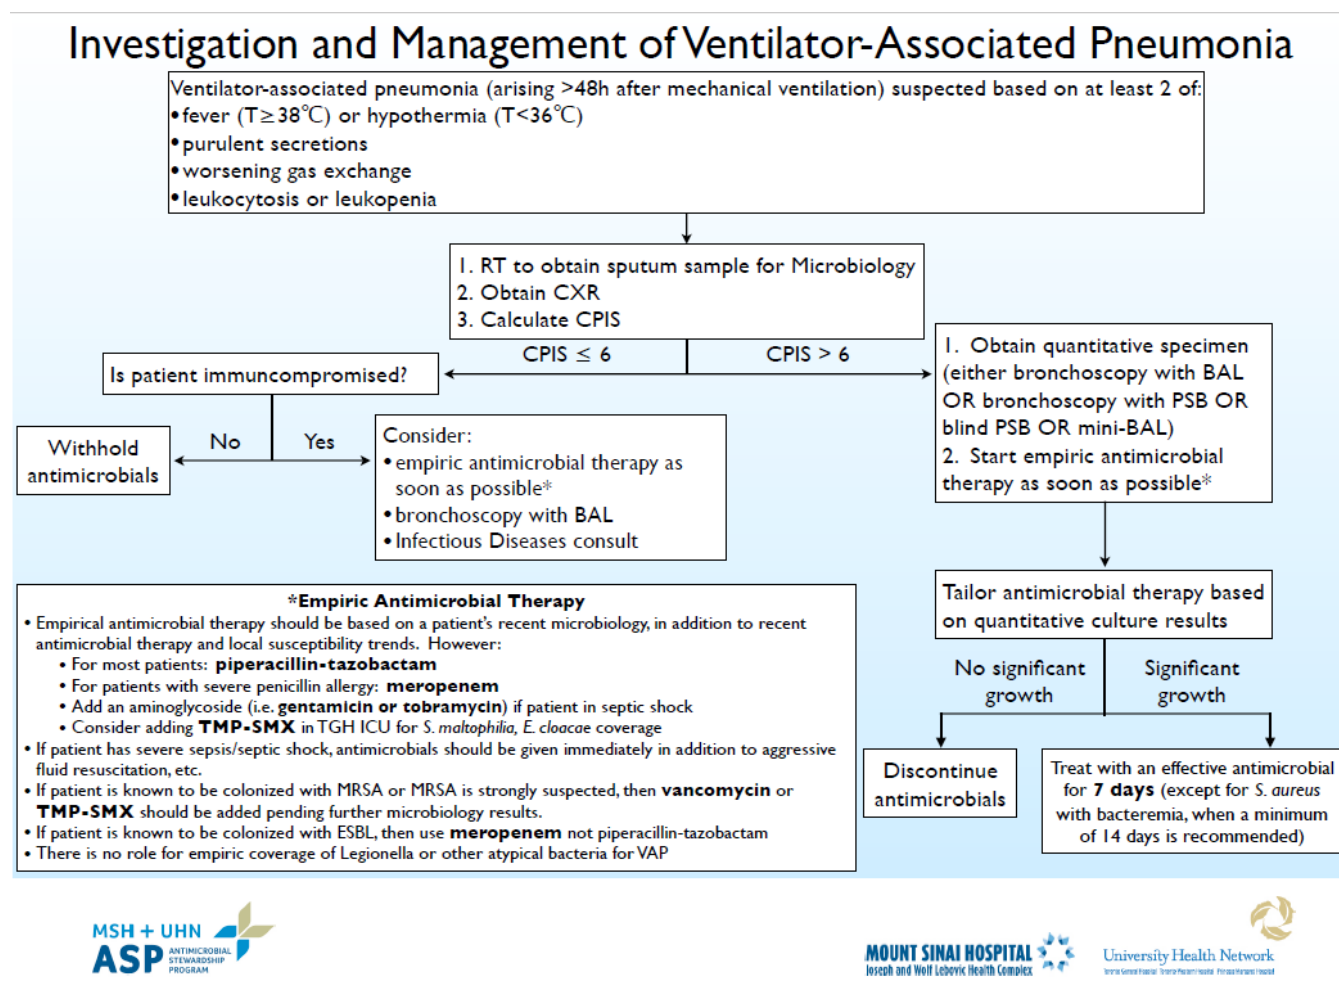 Investigation and Management of Ventilator-Associated Pneumonia
Ventilator-associated pneumonia (arising >48h after mechanical ventilation) suspected based on at least 2 of:
•fever (T≥38℃) or hypothermia (T<36℃)
•purulent secretions
•worsening gas exchange
•leukocytosis or leukopenia
1. RT to obtain sputum sample for Microbiology
2. Obtain CXR
3. Calculate CPIS
CPIS ≤ 6
CPIS > 6
Is patient immuncompromised?
No
Yes
Withhold
antimicrobials
Consider:
•empiric antimicrobial therapy as
soon as possible*
•bronchoscopy with BAL
•Infectious Diseases consult
1. Obtain quantitative specimen
(either bronchoscopy with BAL
OR bronchoscopy with PSB OR
blind PSB OR mini-BAL)
2. Start empiric antimicrobial
therapy as soon as possible*
Tailor antimicrobial therapy based
on quantitative culture results
No significant
growth
Significant
growth
Discontinue
antimicrobials
Treat with an effective antimicrobial
for 7 days (except for S. aureus
with bacteremia, when a minimum
of 14 days is recommended)
*Empiric Antimicrobial Therapy
• Empirical antimicrobial therapy should be based on a patient's recent microbiology, in addition to recent
antimicrobial therapy and local susceptibility trends. However:
• For most patients: piperacillin-tazobactam
• For patients with severe penicillin allergy: meropenem
• Add an aminoglycoside (i.e. gentamicin or tobramycin) if patient in septic shock
• Consider adding TMP-SMX in TGH ICU for S. maltophilia, E. cloacae coverage
• If patient has severe sepsis/septic shock, antimicrobials should be given immediately in addition to aggressive
fluid resuscitation, etc.
• If patient is known to be colonized with MRSA or MRSA is strongly suspected, then vancomycin or
TMP-SMX should be added pending further microbiology results.
• If patient is known to be colonized with ESBL, then use meropenem not piperacillin-tazobactam
• There is no role for empiric coverage of Legionella or other atypical bacteria for VAP
MSH + UHN
ASP
ANTIMICROBIAL
STEWARDSHIP
PROGRAM
MOUNT SINAI HOSPITAL
Joseph and Wolf Lebovic Health Complex
University Health Network
Toronto General Hospital Toronto Western Hospital Princess Margaret Hospital